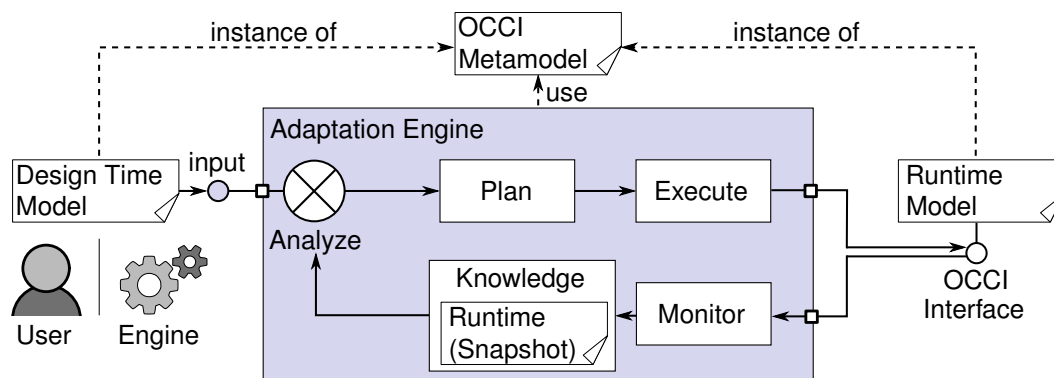 OCCI
Metamodel
instance of
instance of
use
Adaptation Engine
input
Design Time
Model
Plan
Execute
Runtime
Model
Analyze
Knowledge
Runtime
(Snapshot)
Monitor
OCCI
Interface
User
Engine